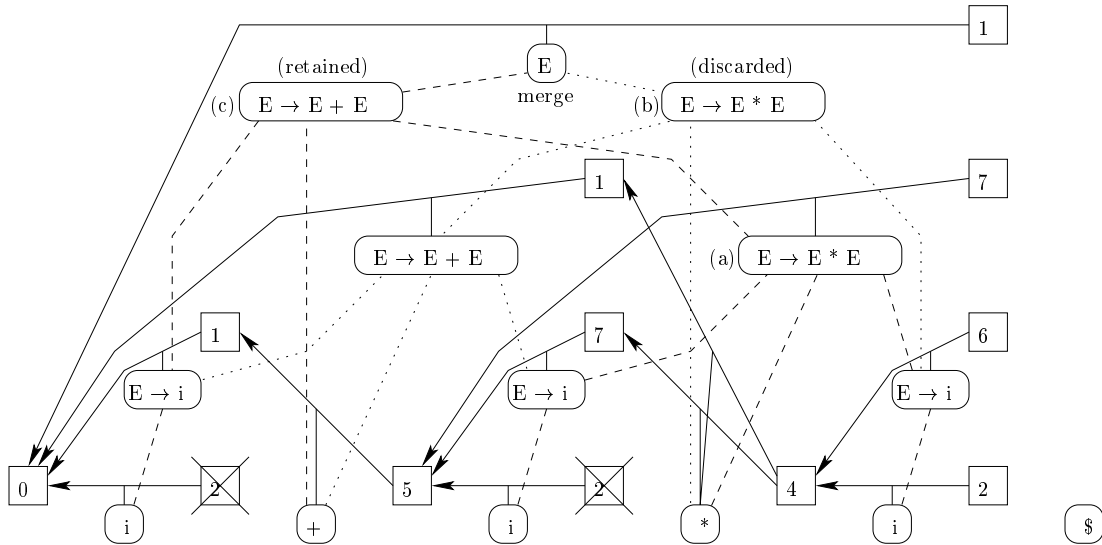 1
E
(retained) (discarded)
merge
(c) E → E + E (b) E → E * E
1 7
E → E + E (a) E → E * E
1 7 6
E → i E → i E → i
0 2 5 2 4 2
i + i * i $